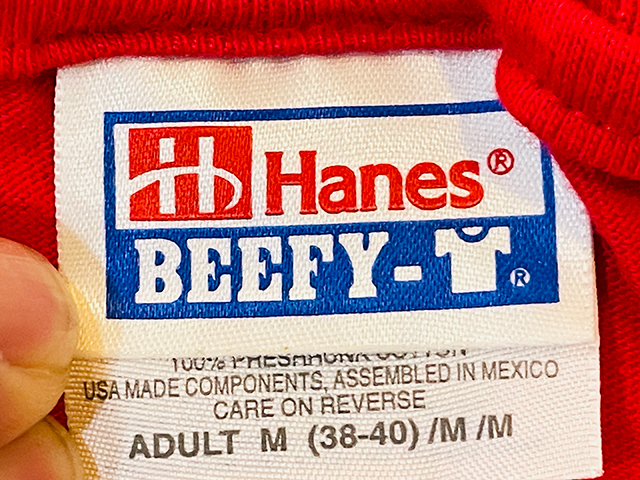 H Hanes®
BEEFY-®
100% PRESHRUNK COTTON
USA MADE COMPONENTS, ASSEMBLED IN MEXICO
CARE ON REVERSE
ADULT M (38-40) /M /M